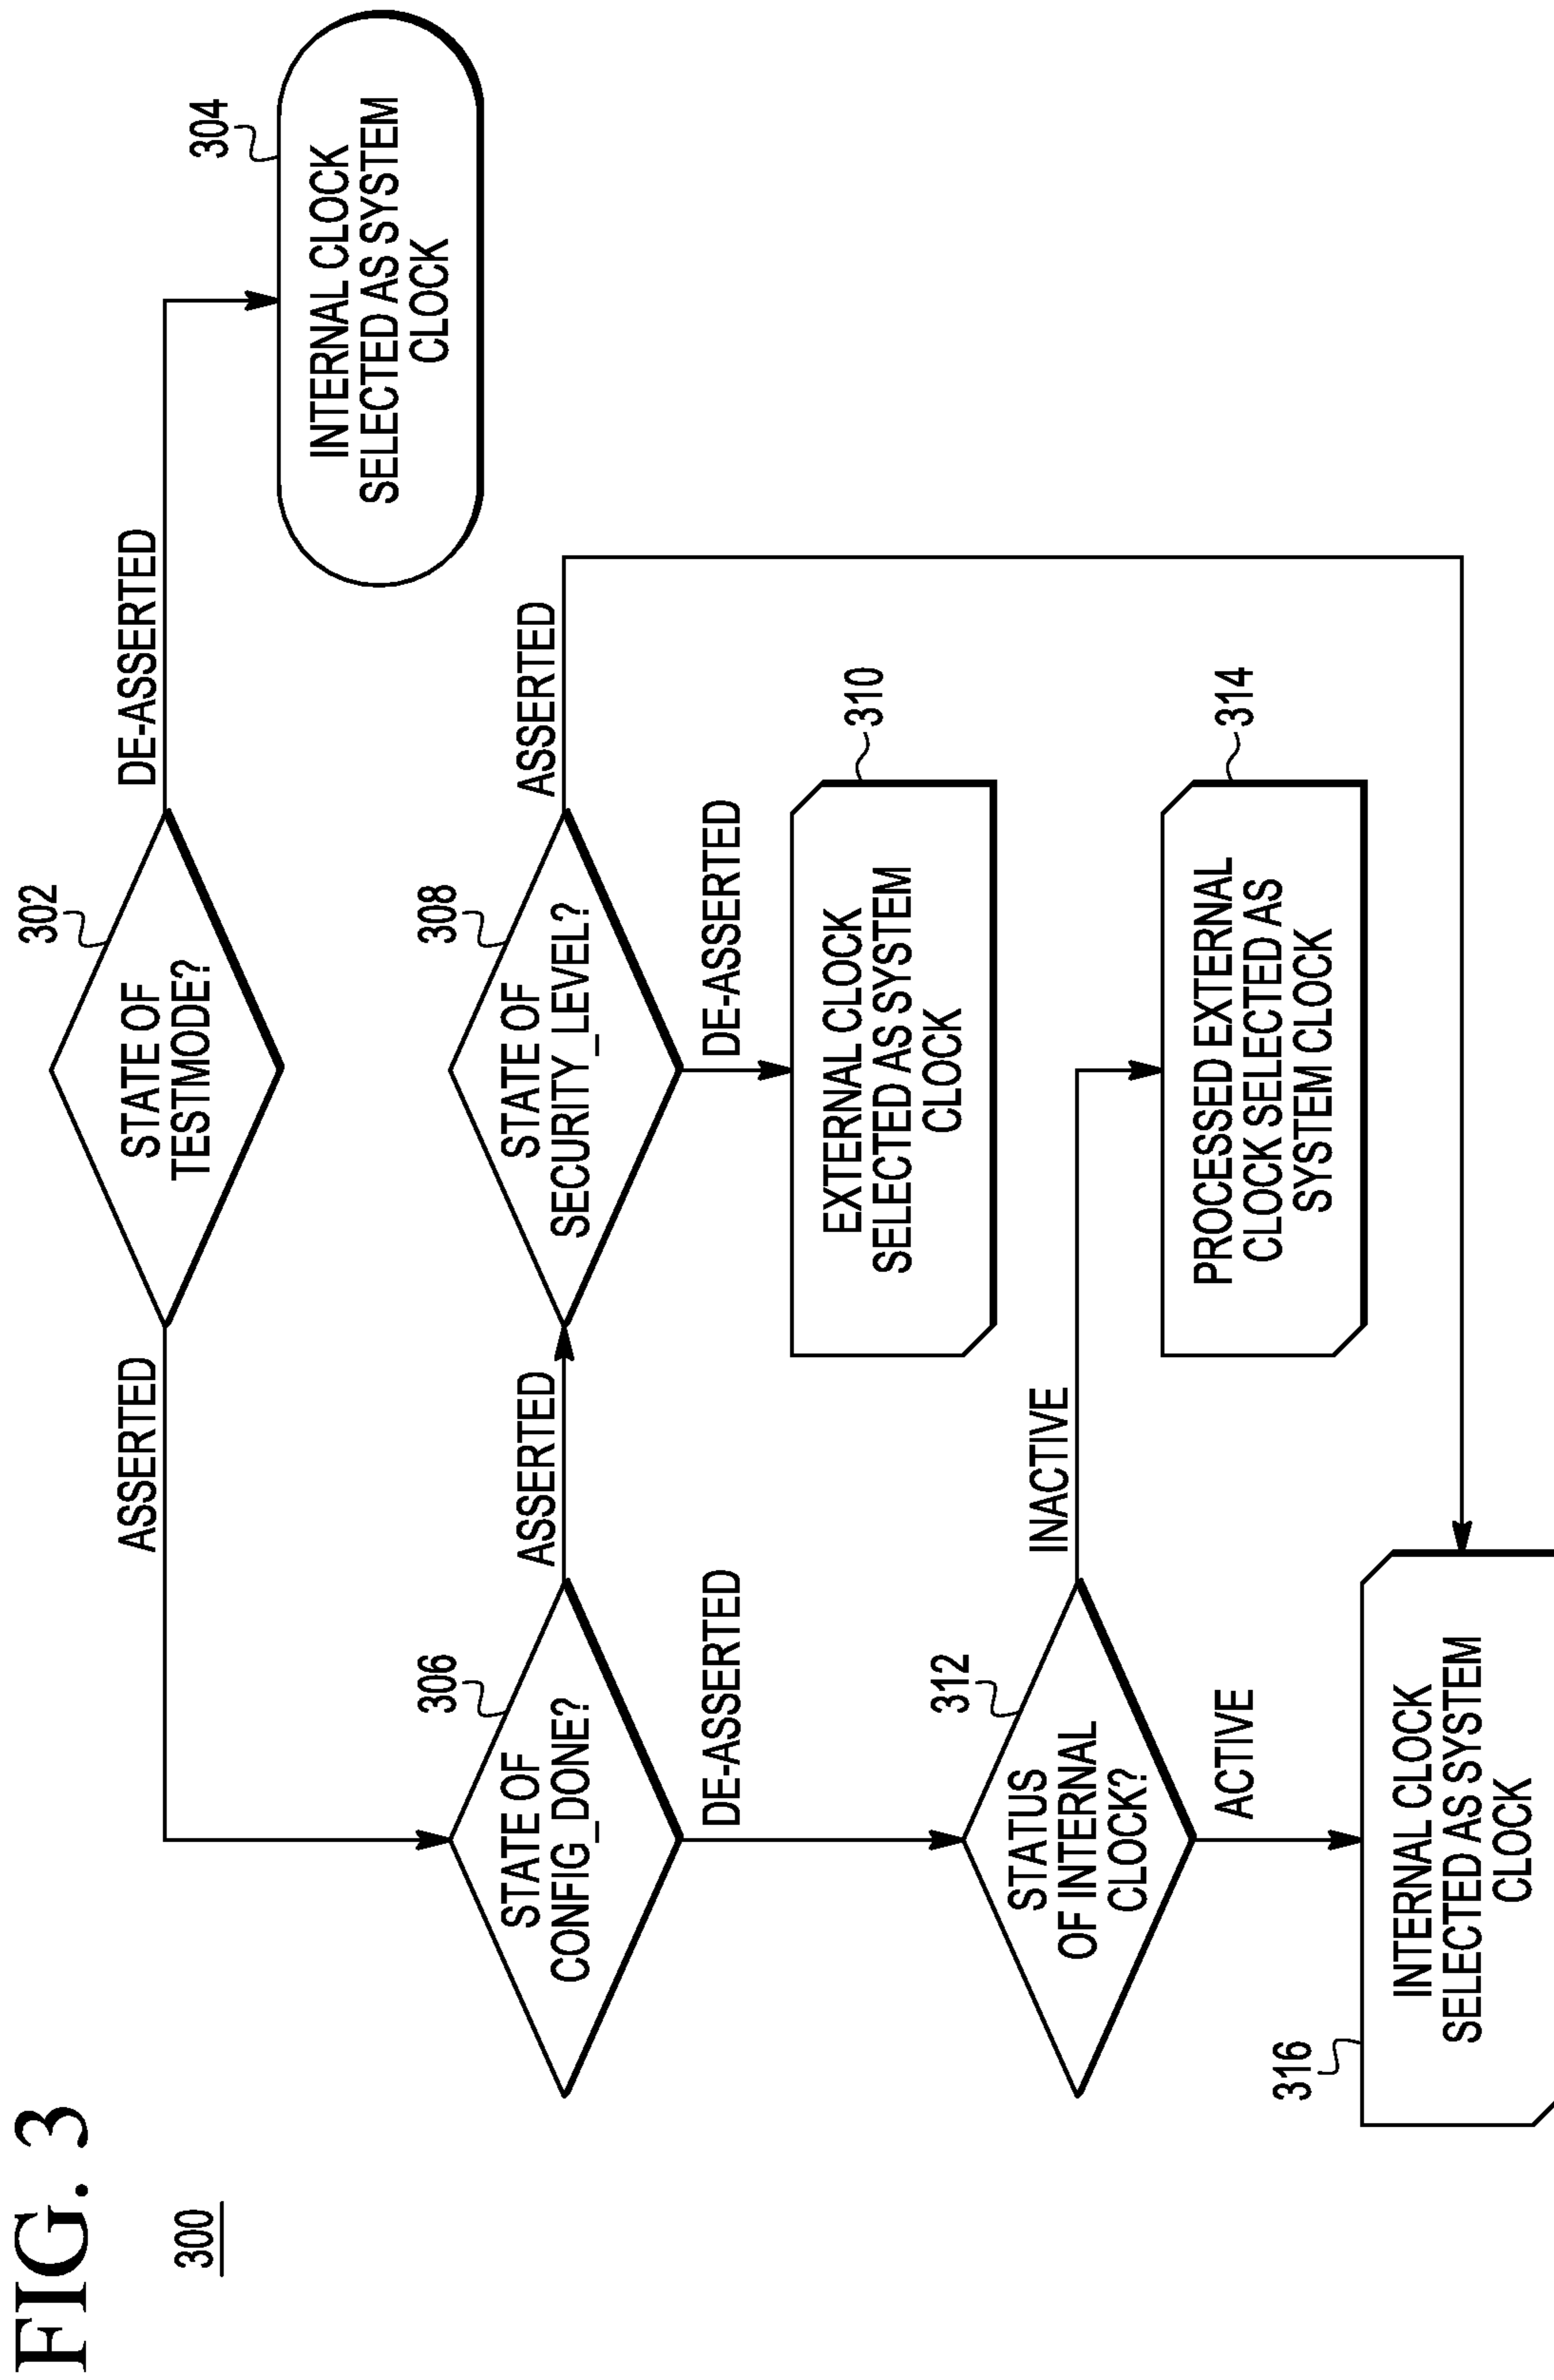 FIG. 3
300
302
STATE OF
TESTMODE?
ASSERTED
DE-ASSERTED
304
INTERNAL CLOCK
SELECTED AS SYSTEM
CLOCK
306
STATE OF
CONFIG_DONE?
ASSERTED
DE-ASSERTED
308
STATE OF
SECURITY_LEVEL?
ASSERTED
DE-ASSERTED
310
EXTERNAL CLOCK
SELECTED AS SYSTEM
CLOCK
312
STATUS
OF INTERNAL
CLOCK?
INACTIVE
ACTIVE
314
PROCESSED EXTERNAL
CLOCK SELECTED AS
SYSTEM CLOCK
316
INTERNAL CLOCK
SELECTED AS SYSTEM
CLOCK